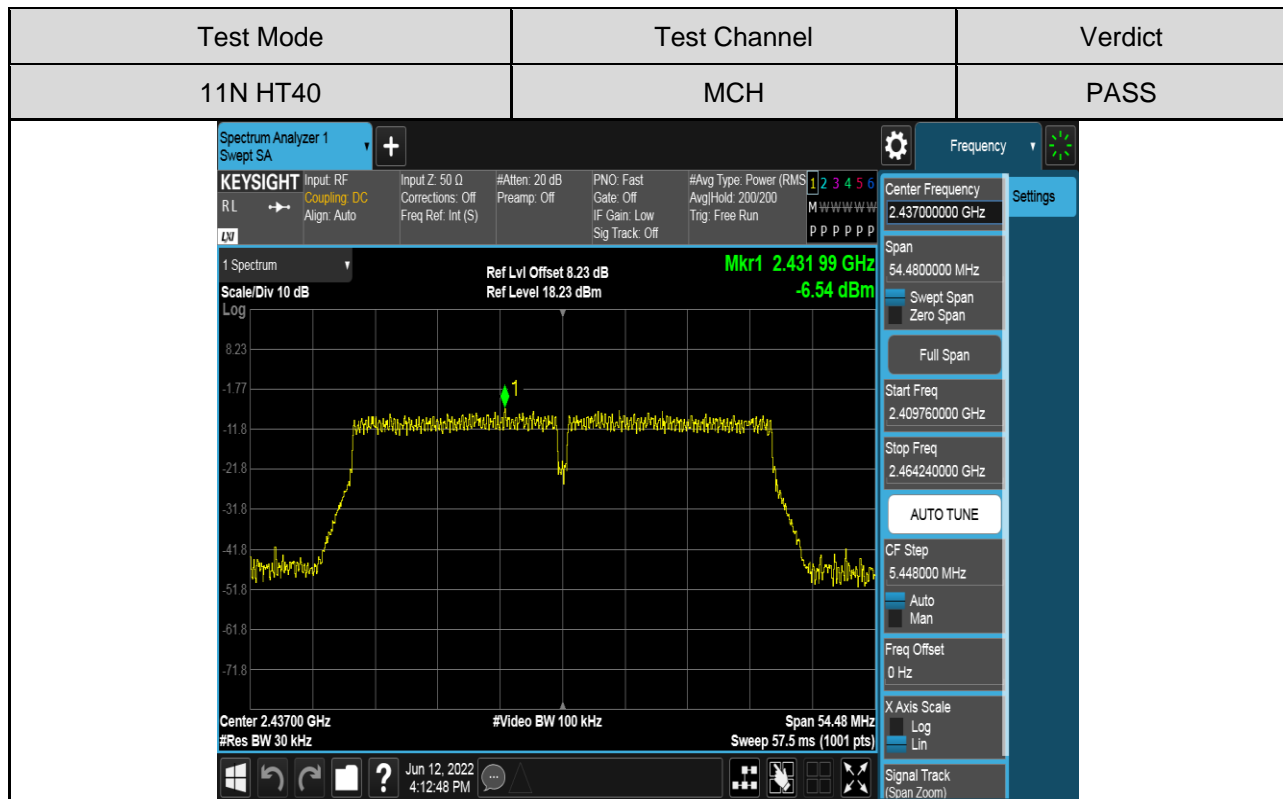 Test Mode Test Channel Verdict
11N HT40 MCH PASS
Spectrum Analyzer 1
Swept SA
Frequency
KEYSIGHT
R L
LXI
Input: RF
Coupling: DC
Align: Auto
Input Z: 50 Ω
Corrections: Off
Freq Ref: Int (S)
#Atten: 20 dB
Preamp: Off
PNO: Fast
Gate: Off
IF Gain: Low
Sig Track: Off
#Avg Type: Power (RMS
Avg|Hold: 200/200
Trig: Free Run
1 2 3 4 5 6
M W W W W W
P P P P P P
1 Spectrum
Scale/Div 10 dB
Log
Ref Lvl Offset 8.23 dB
Ref Level 18.23 dBm
Mkr1 2.431 99 GHz
-6.54 dBm
8.23
-1.77
1
-11.8
-21.8
-31.8
-41.8
-51.8
-61.8
-71.8
Center 2.43700 GHz
#Res BW 30 kHz
#Video BW 100 kHz
Span 54.48 MHz
Sweep 57.5 ms (1001 pts)
Center Frequency
2.437000000 GHz
Settings
Span
54.4800000 MHz
Swept Span
Zero Span
Full Span
Start Freq
2.409760000 GHz
Stop Freq
2.464240000 GHz
AUTO TUNE
CF Step
5.448000 MHz
Auto
Man
Freq Offset
0 Hz
X Axis Scale
Log
Lin
Signal Track
(Span Zoom)
?
Jun 12, 2022
4:12:48 PM